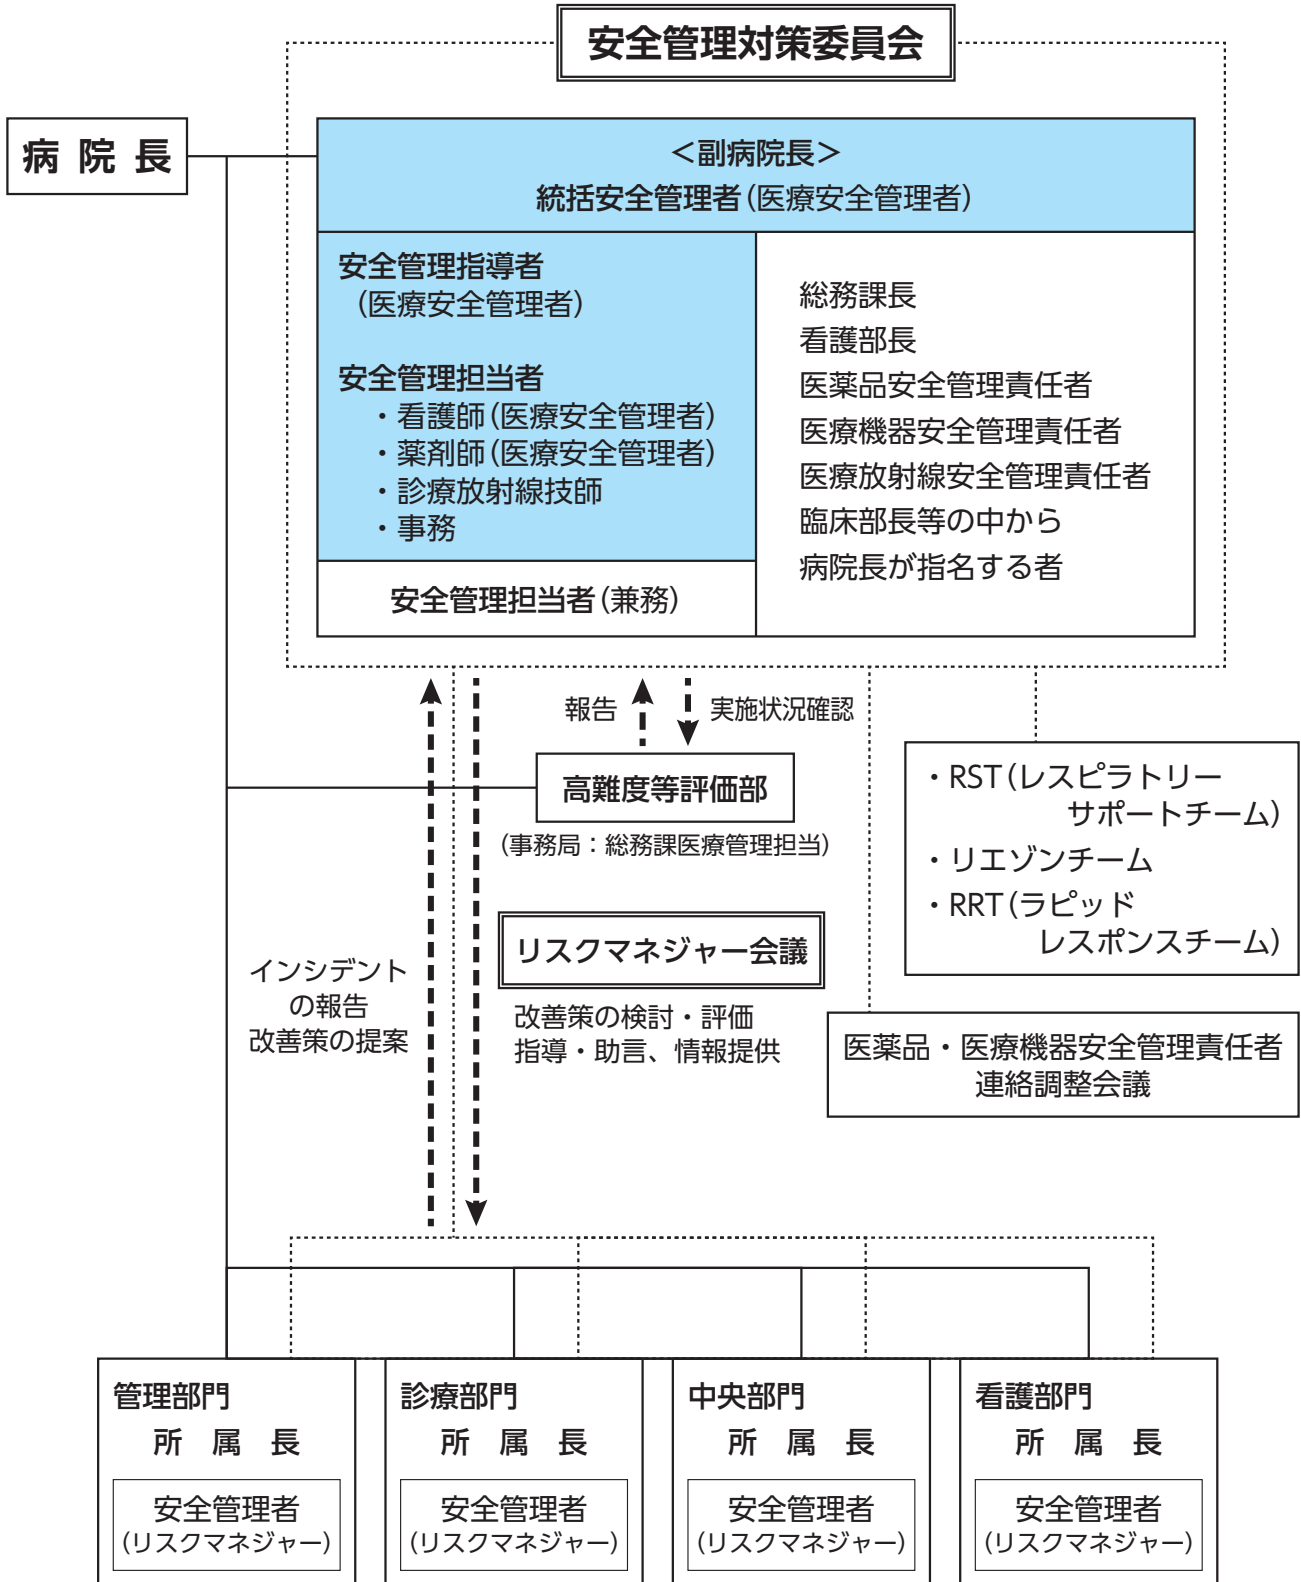 安全管理対策委員会
病院長
＜副病院長＞
統括安全管理者（医療安全管理者）
安全管理指導者
（医療安全管理者）
安全管理担当者
・看護師（医療安全管理者）
・薬剤師（医療安全管理者）
・診療放射線技師
・事務
安全管理担当者（兼務）
総務課長
看護部長
医薬品安全管理責任者
医療機器安全管理責任者
医療放射線安全管理責任者
臨床部長等の中から
病院長が指名する者
報告
実施状況確認
高難度等評価部
（事務局：総務課医療管理担当）
・RST（レスピラトリー
サポートチーム）
・リエゾンチーム
・RRT（ラピッド
レスポンスチーム）
リスクマネジャー会議
改善策の検討・評価
指導・助言、情報提供
インシデント
の報告
改善策の提案
医薬品・医療機器安全管理責任者
連絡調整会議
管理部門
所属長
安全管理者
（リスクマネジャー）
診療部門
所属長
安全管理者
（リスクマネジャー）
中央部門
所属長
安全管理者
（リスクマネジャー）
看護部門
所属長
安全管理者
（リスクマネジャー）